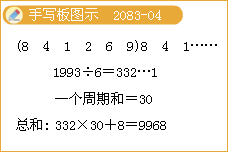 手写板图示 2083-04
(8 4 1 2 6 9)8 4 1……
1993÷6=332…1
一个周期和=30
总和: 332×30+8=9968